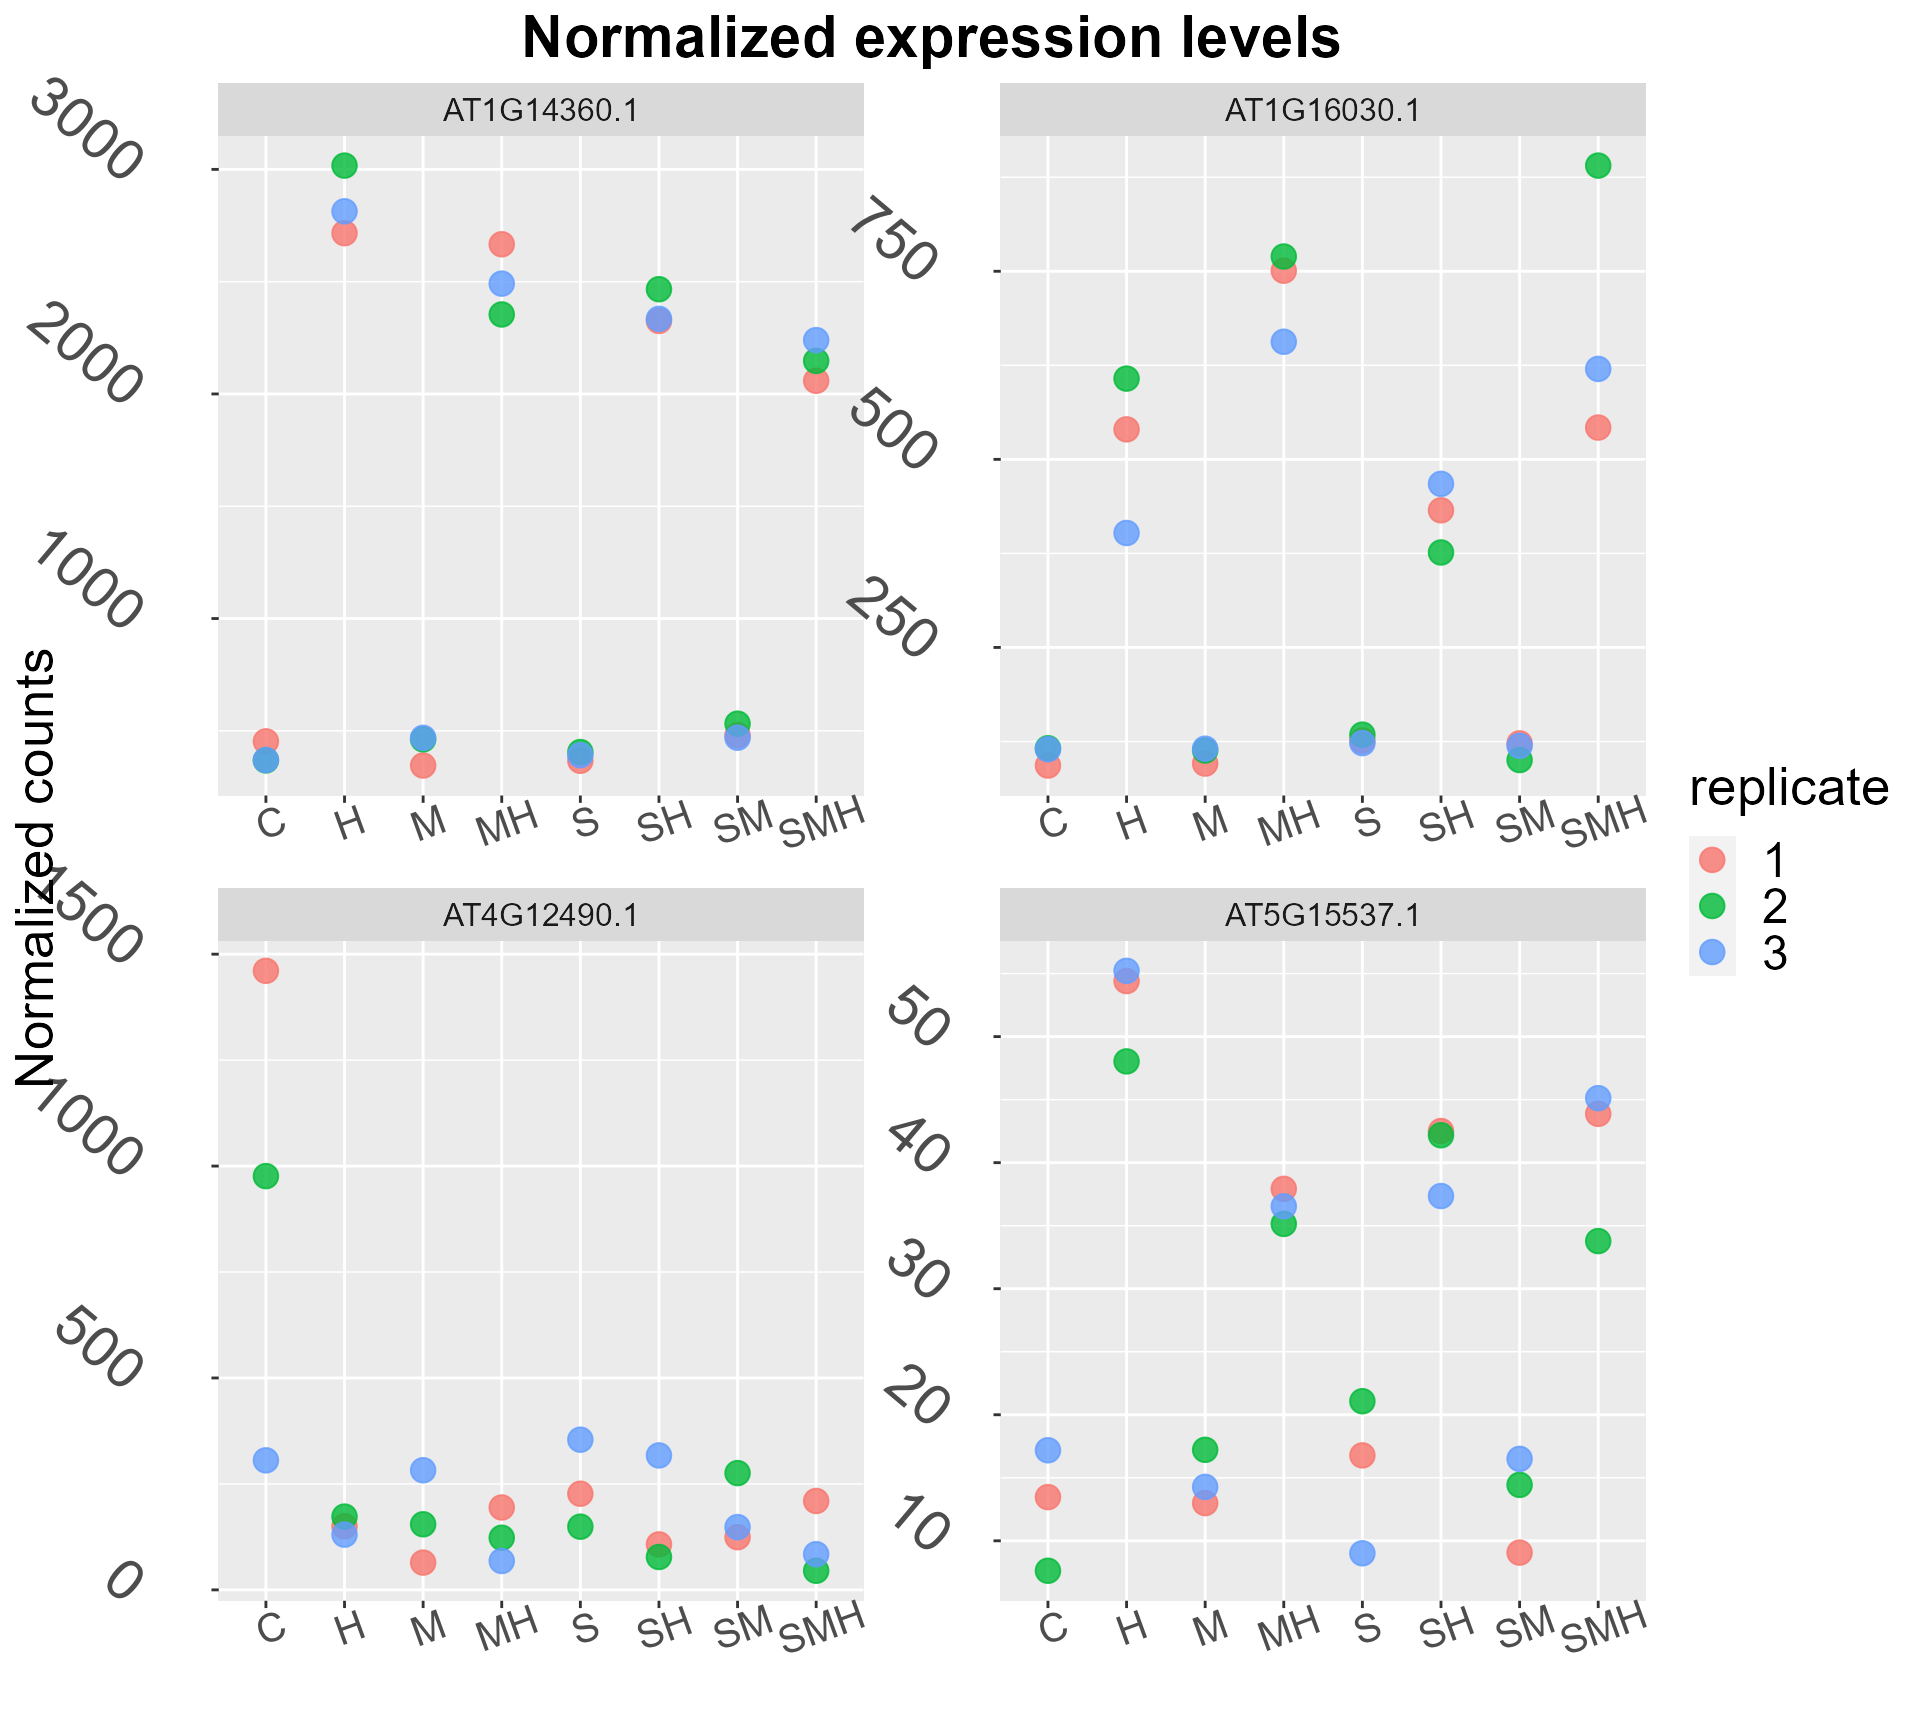 Normalized expression levels
AT1G14360.1
AT1G16030.1
3000
2000
1000
750
500
250
C H M MH S SH SM SMH
C H M MH S SH SM SMH
Normalized counts
AT4G12490.1
AT5G15537.1
1500
1000
500
0
50
40
30
20
10
C H M MH S SH SM SMH
C H M MH S SH SM SMH
replicate
1
2
3